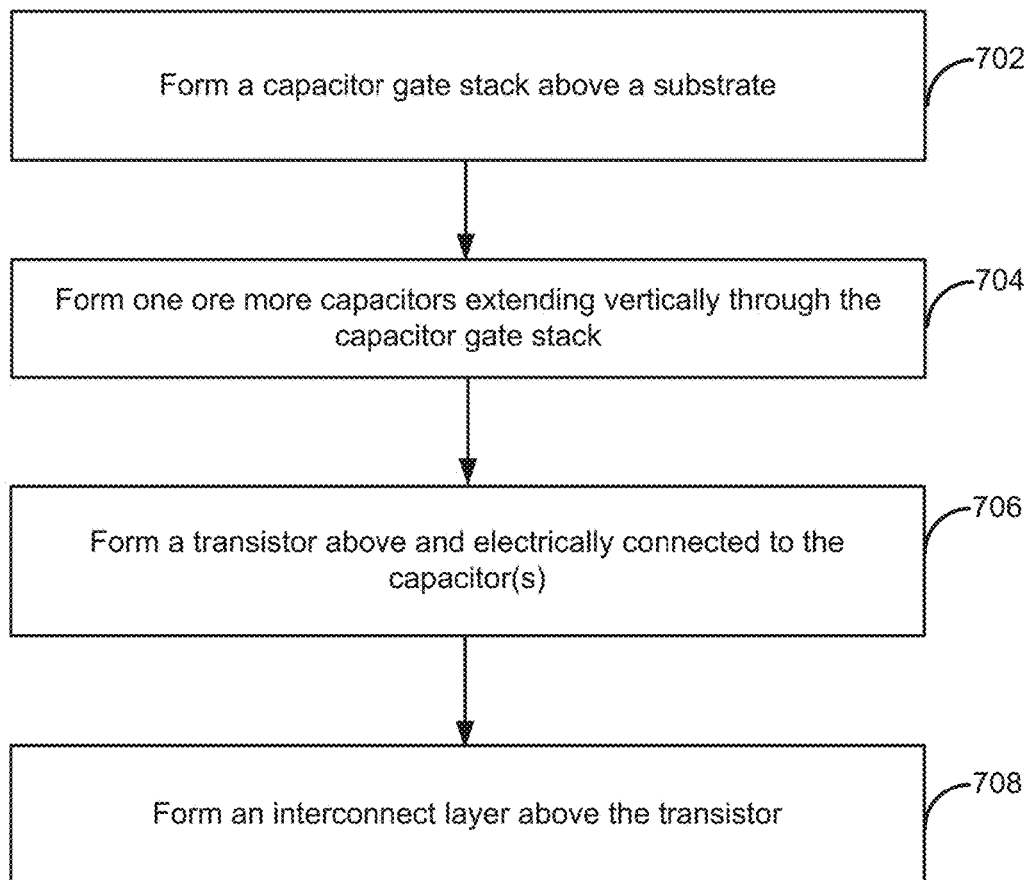 Form a capacitor gate stack above a substrate
702
Form one ore more capacitors extending vertically through the
capacitor gate stack
704
Form a transistor above and electrically connected to the
capacitor(s)
706
Form an interconnect layer above the transistor
708